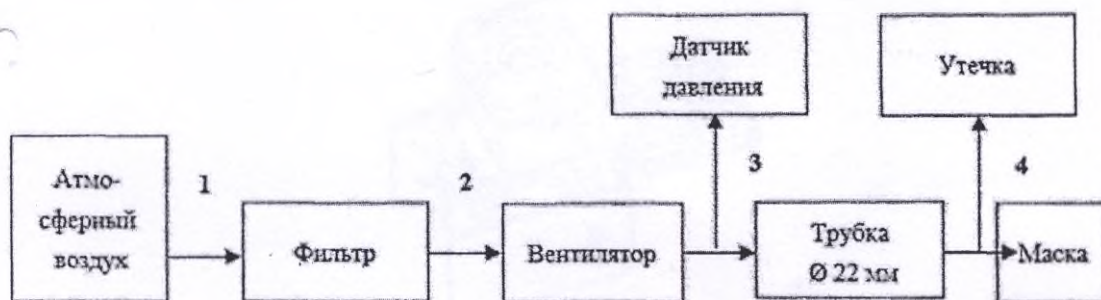 Датчик
давления
Утечка
1
2
3
4
Атмо-
сферный
воздух
Фильтр
Вентилятор
Трубка
Ø 22 мм
Маска